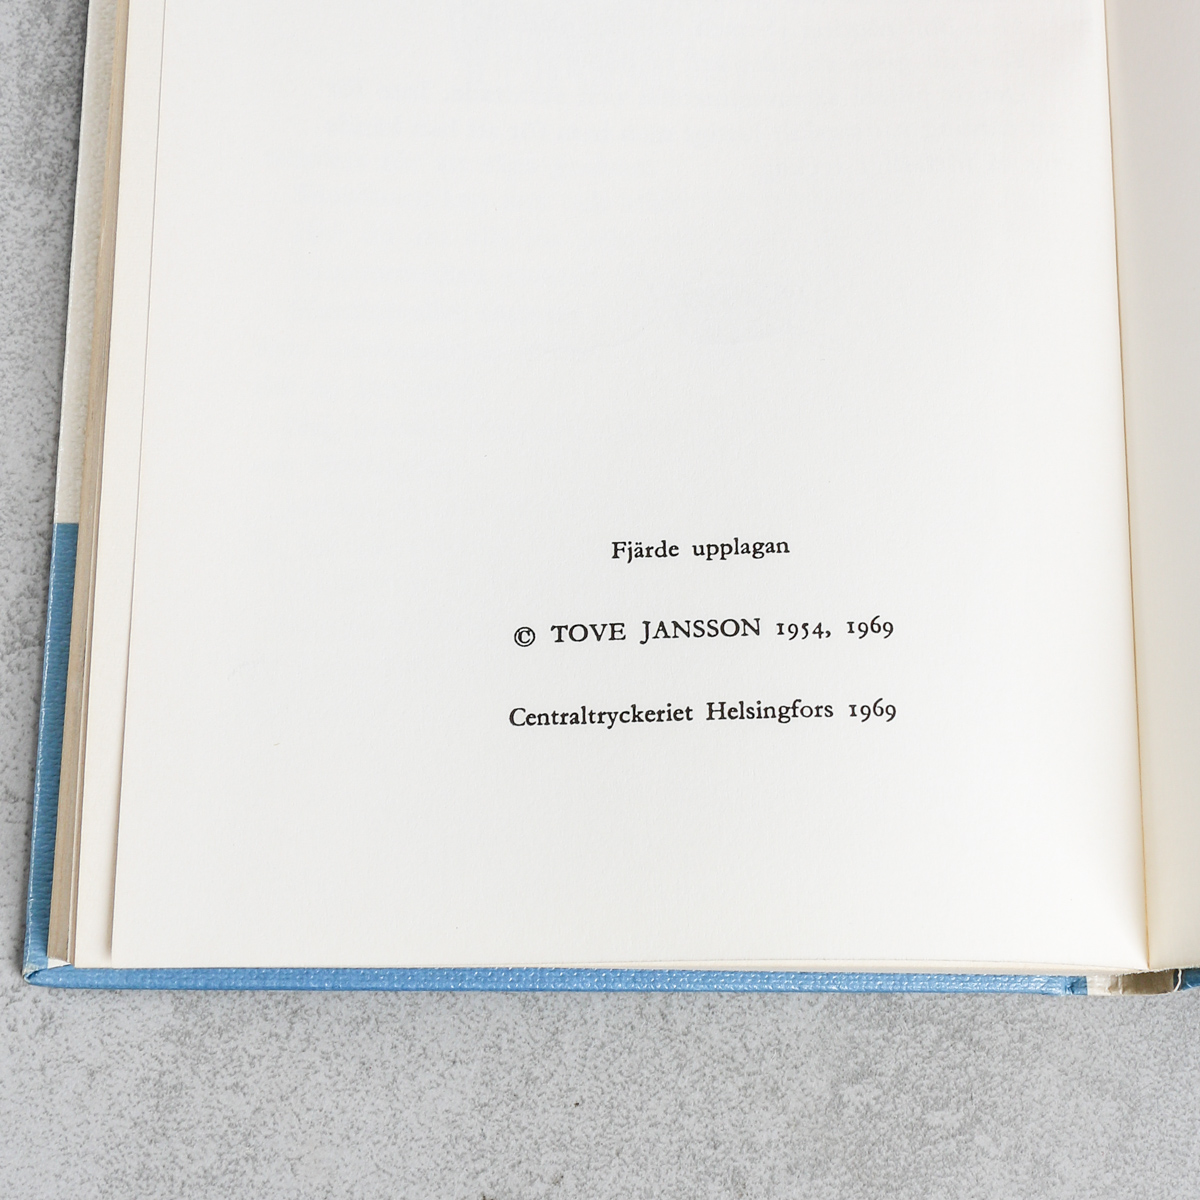 Fjärde upplagan
© TOVE JANSSON 1954, 1969
Centraltryckeriet Helsingfors 1969